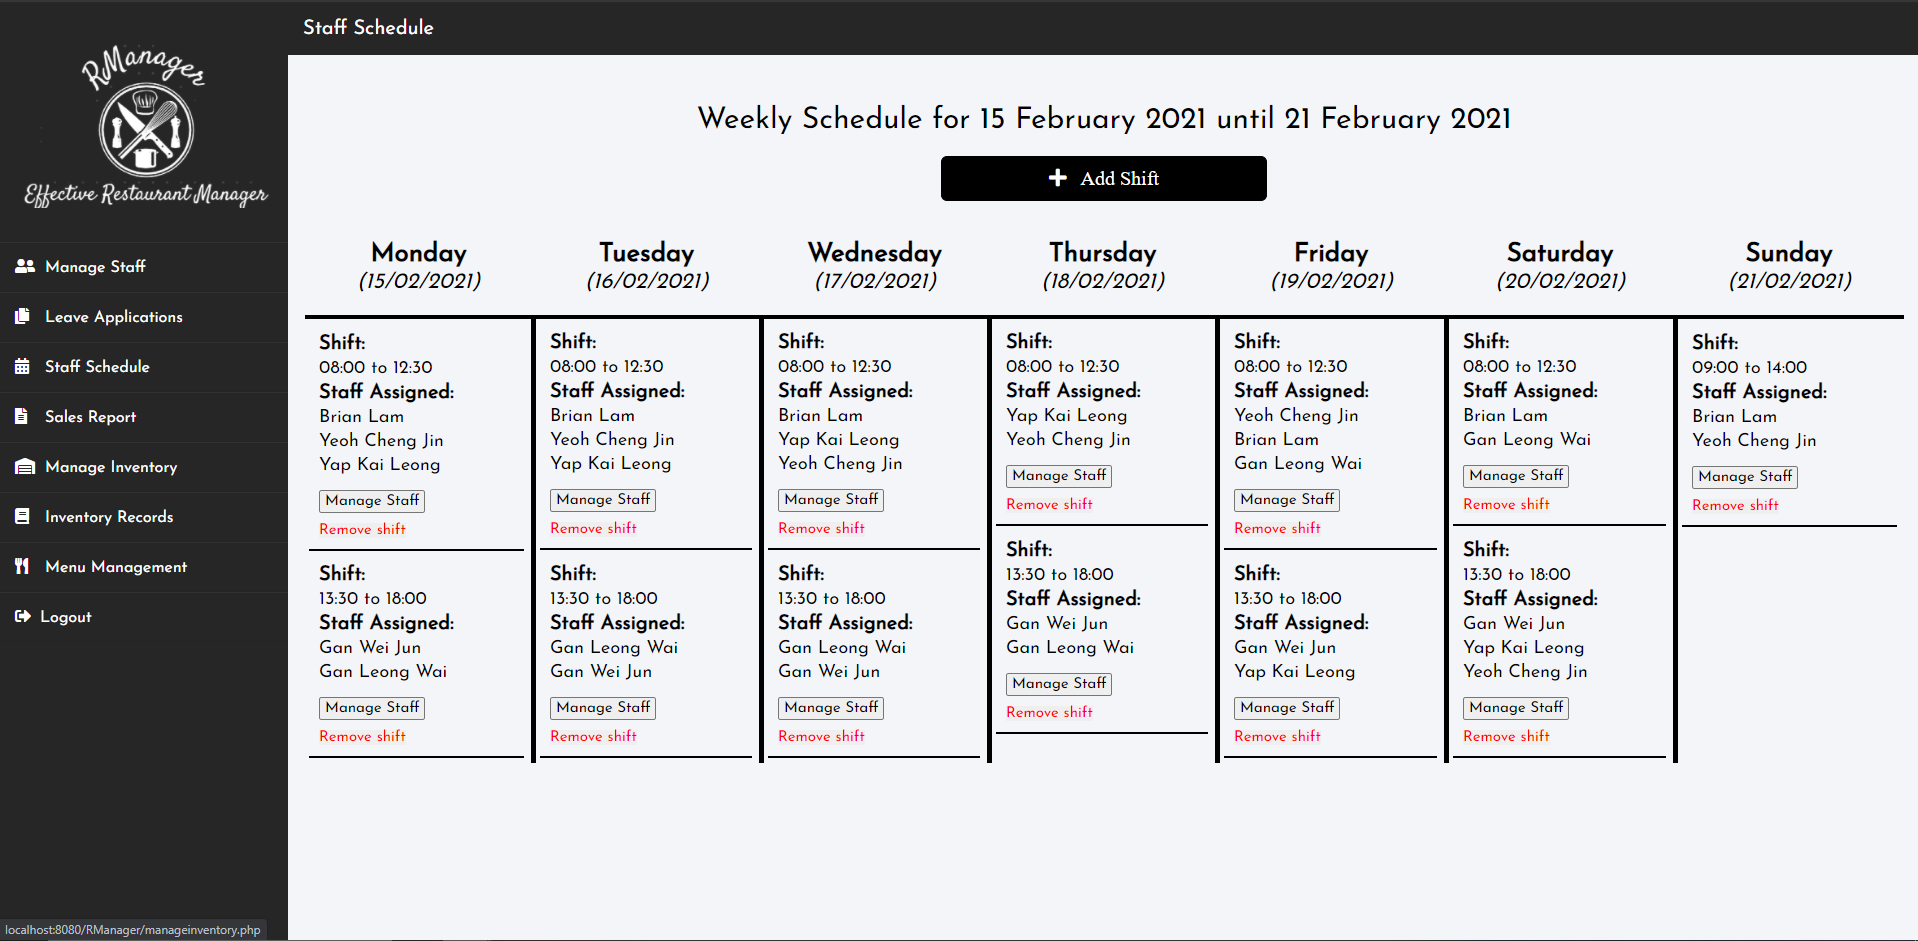 Staff Schedule
RManager
Effective Restaurant Manager
Manage Staff
Leave Applications
Staff Schedule
Sales Report
Manage Inventory
Inventory Records
Menu Management
Logout
Weekly Schedule for 15 February 2021 until 21 February 2021
Add Shift
Monday
(15/02/2021)
Shift:
08:00 to 12:30
Staff Assigned:
Brian Lam
Yeoh Cheng Jin
Yap Kai Leong
Manage Staff
Remove shift
Shift:
13:30 to 18:00
Staff Assigned:
Gan Wei Jun
Gan Leong Wai
Manage Staff
Remove shift
Tuesday
(16/02/2021)
Shift:
08:00 to 12:30
Staff Assigned:
Brian Lam
Yeoh Cheng Jin
Yap Kai Leong
Manage Staff
Remove shift
Shift:
13:30 to 18:00
Staff Assigned:
Gan Leong Wai
Gan Wei Jun
Manage Staff
Remove shift
Wednesday
(17/02/2021)
Shift:
08:00 to 12:30
Staff Assigned:
Brian Lam
Yap Kai Leong
Yeoh Cheng Jin
Manage Staff
Remove shift
Shift:
13:30 to 18:00
Staff Assigned:
Gan Leong Wai
Gan Wei Jun
Manage Staff
Remove shift
Thursday
(18/02/2021)
Shift:
08:00 to 12:30
Staff Assigned:
Yap Kai Leong
Yeoh Cheng Jin
Manage Staff
Remove shift
Shift:
13:30 to 18:00
Staff Assigned:
Gan Wei Jun
Gan Leong Wai
Manage Staff
Remove shift
Friday
(19/02/2021)
Shift:
08:00 to 12:30
Staff Assigned:
Yeoh Cheng Jin
Brian Lam
Gan Leong Wai
Manage Staff
Remove shift
Shift:
13:30 to 18:00
Staff Assigned:
Gan Wei Jun
Yap Kai Leong
Manage Staff
Remove shift
Saturday
(20/02/2021)
Shift:
08:00 to 12:30
Staff Assigned:
Brian Lam
Gan Leong Wai
Manage Staff
Remove shift
Shift:
13:30 to 18:00
Staff Assigned:
Gan Wei Jun
Yap Kai Leong
Yeoh Cheng Jin
Manage Staff
Remove shift
Sunday
(21/02/2021)
Shift:
09:00 to 14:00
Staff Assigned:
Brian Lam
Yeoh Cheng Jin
Manage Staff
Remove shift
localhost:8080/RManager/manageinventory.php